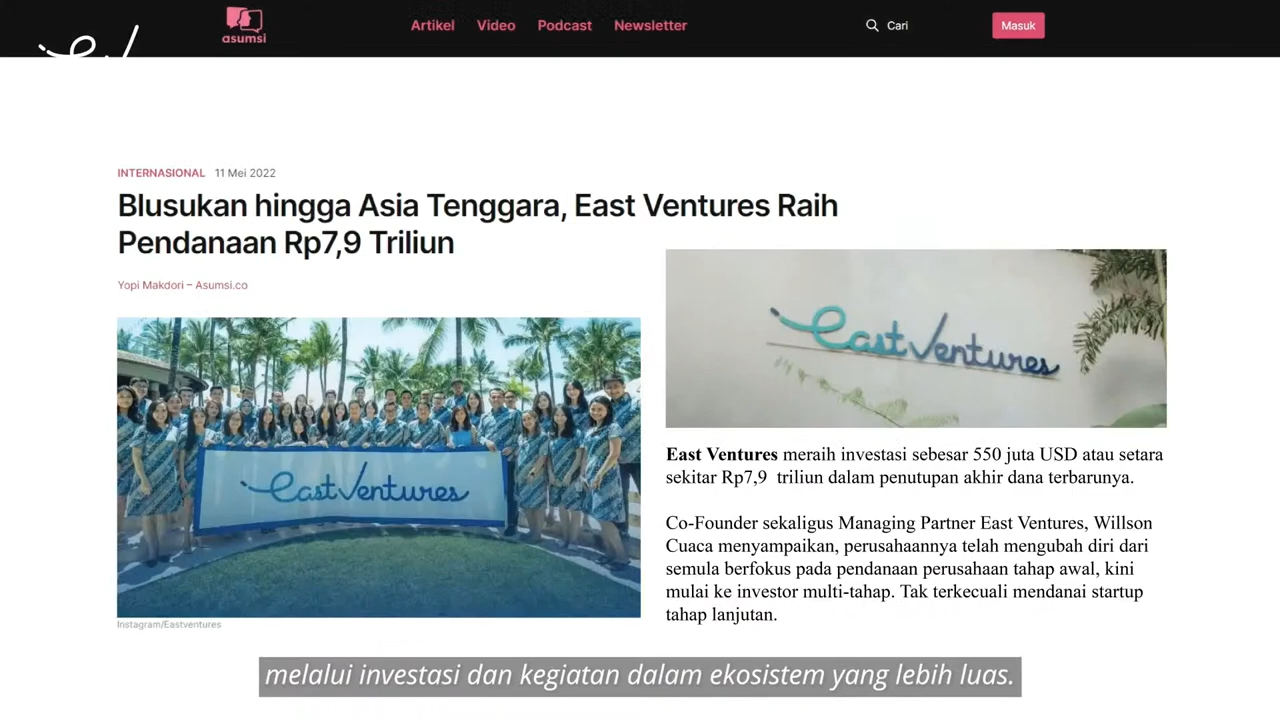 asumsi
Artikel Video Podcast Newsletter
Cari
Masuk
INTERNASIONAL 11 Mei 2022
Blusukan hingga Asia Tenggara, East Ventures Raih
Pendanaan Rp7,9 Triliun
Yopi Makdori – Asumsi.co
East Ventures
Instagram/Eastventures
East Ventures
East Ventures meraih investasi sebesar 550 juta USD atau setara
sekitar Rp7,9 triliun dalam penutupan akhir dana terbarunya.
Co-Founder sekaligus Managing Partner East Ventures, Willson
Cuaca menyampaikan, perusahaannya telah mengubah diri dari
semula berfokus pada pendanaan perusahaan tahap awal, kini
mulai ke investor multi-tahap. Tak terkecuali mendanai startup
tahap lanjutan.
melalui investasi dan kegiatan dalam ekosistem yang lebih luas.